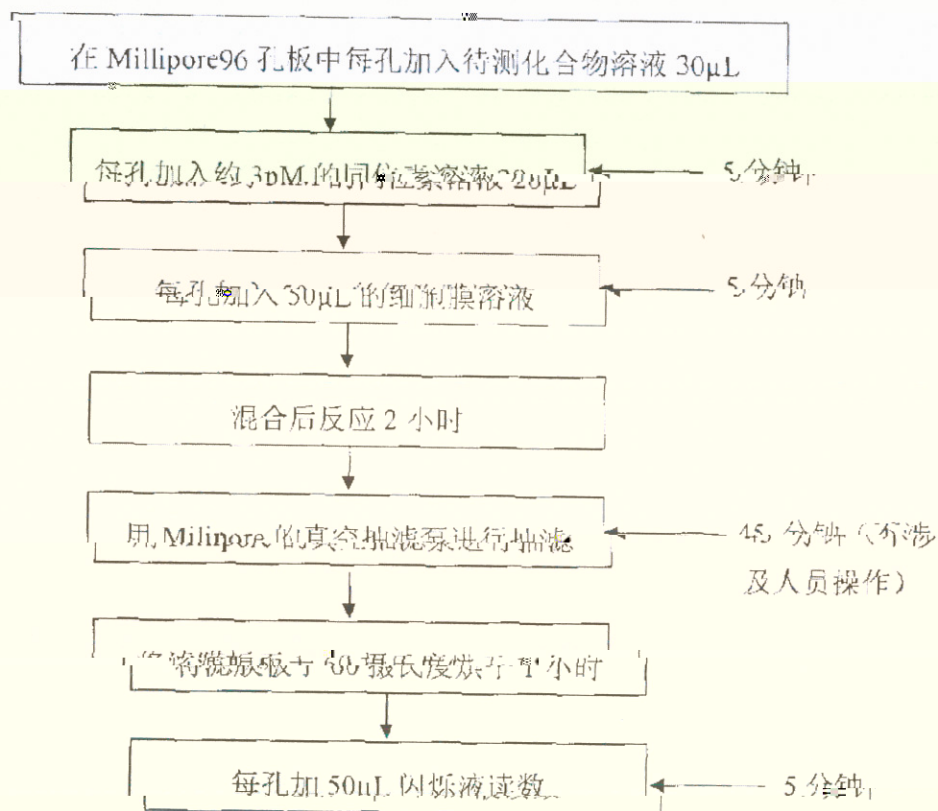 在 Millipore96 孔板中每孔加入待测化合物溶液 30μL
每孔加入约 3pM 的同位素溶液 20μL
5 分钟
每孔加入 50μL 的细胞膜溶液
5 分钟
混合后反应 2 小时
用 Milipore 的真空抽滤泵进行抽滤
45 分钟（不涉
及人员操作）
摄氏度烘干 1 小时
每孔加 50μL 闪烁液读数
5 分钟